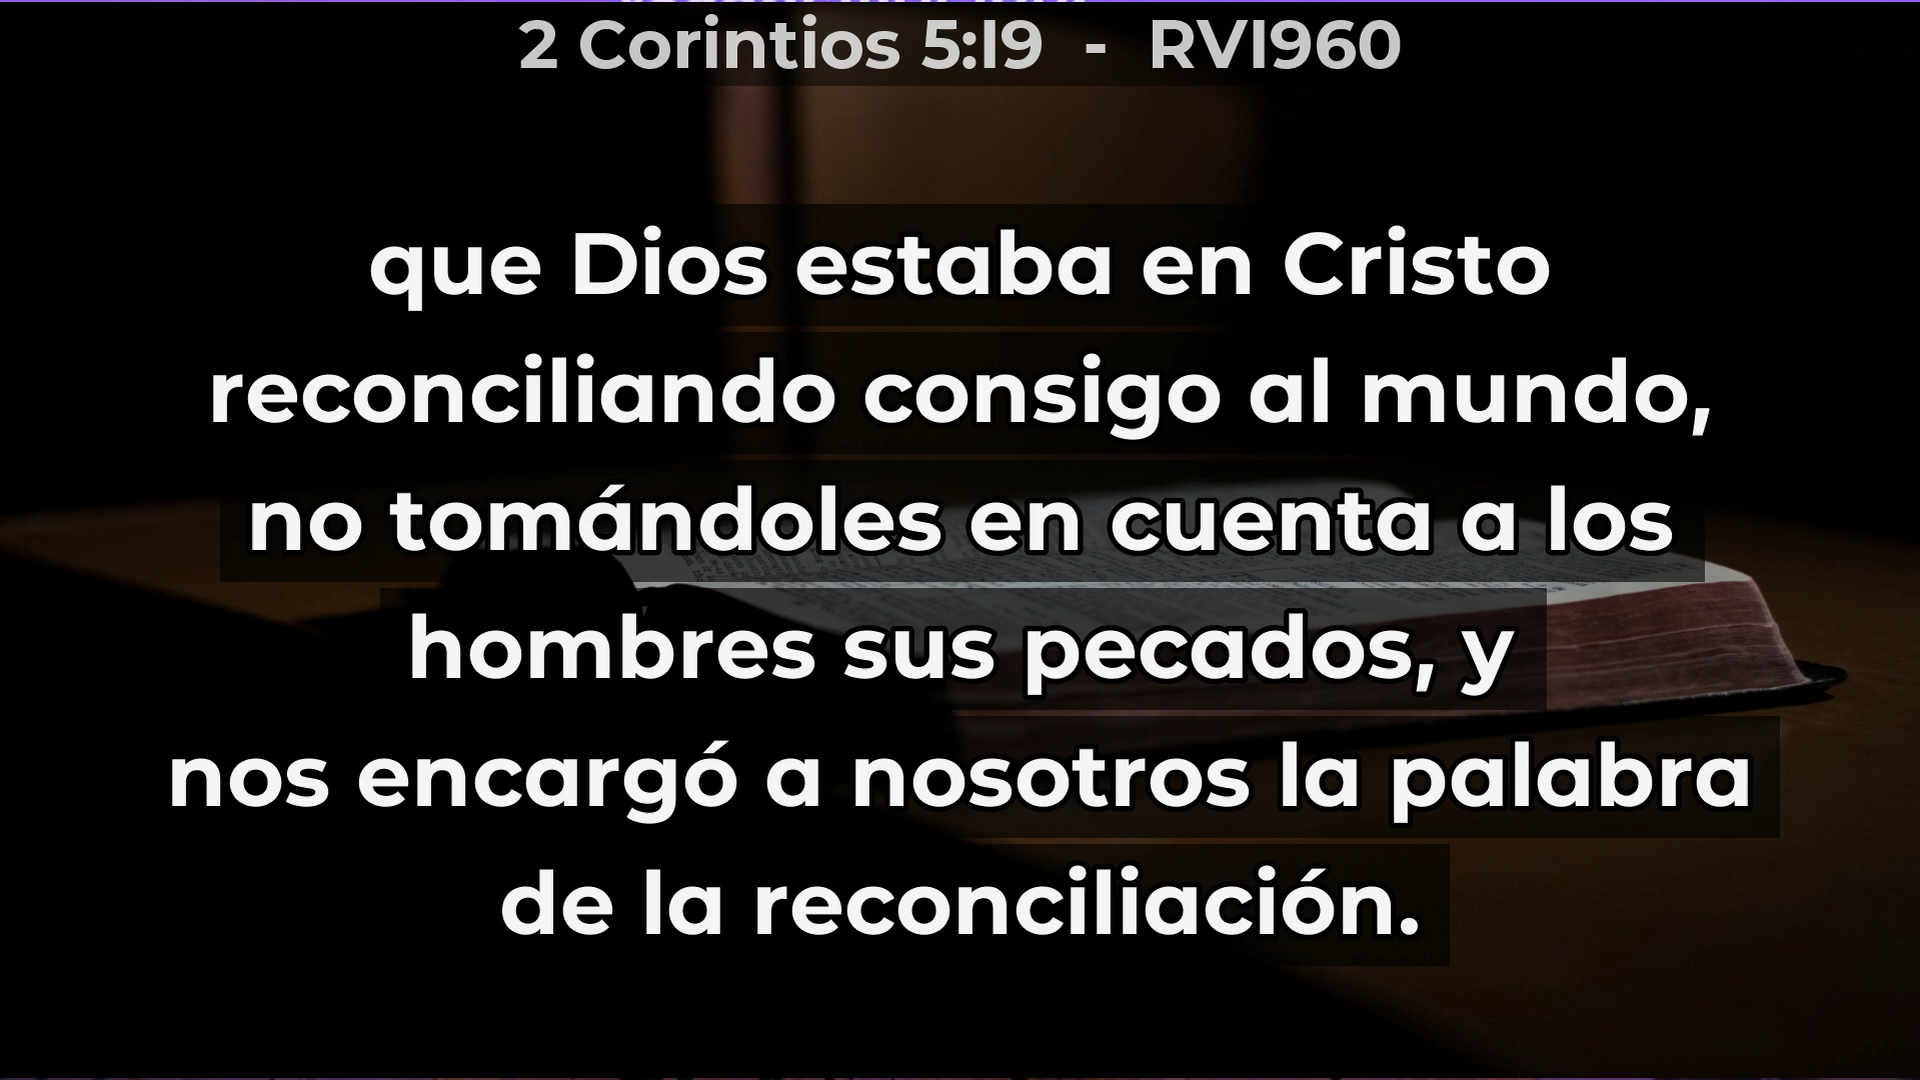 2 Corintios 5:19 - RV1960
que Dios estaba en Cristo
reconciliando consigo al mundo,
no tomándoles en cuenta a los
hombres sus pecados, y
nos encargó a nosotros la palabra
de la reconciliación.